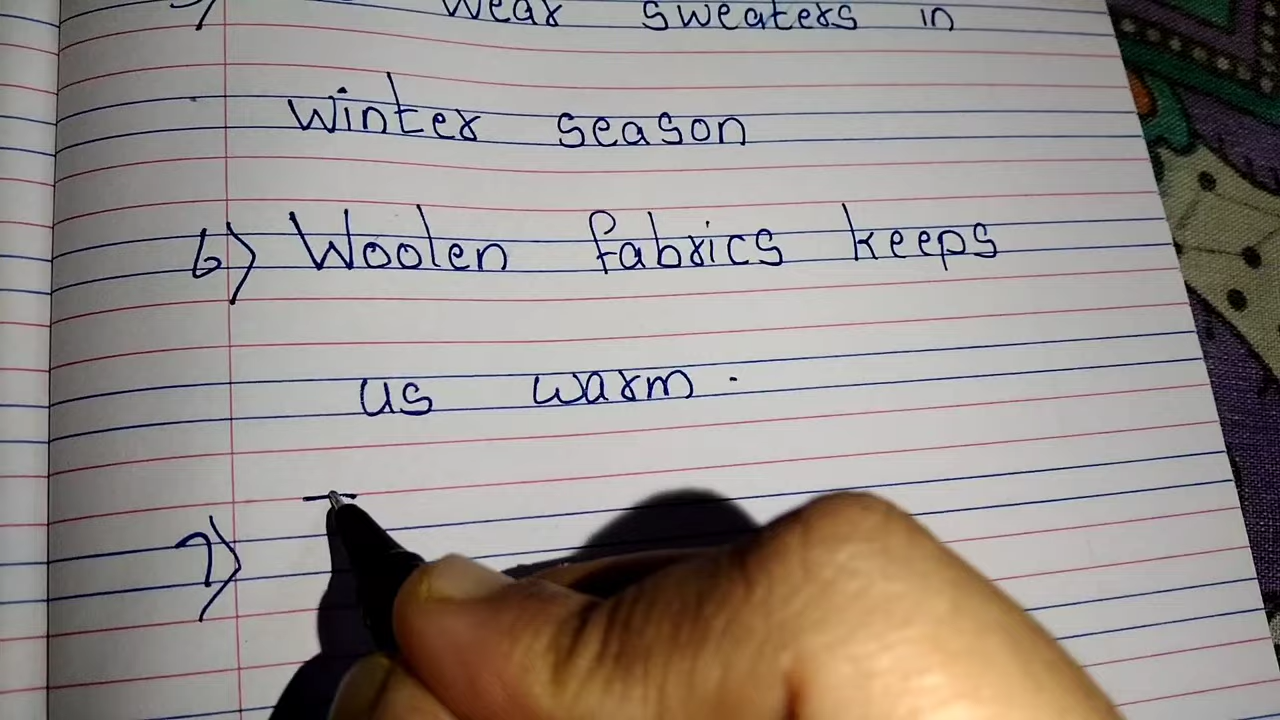 wear sweaters in
winter season
6) Woolen fabrics keeps
us warm.
7)